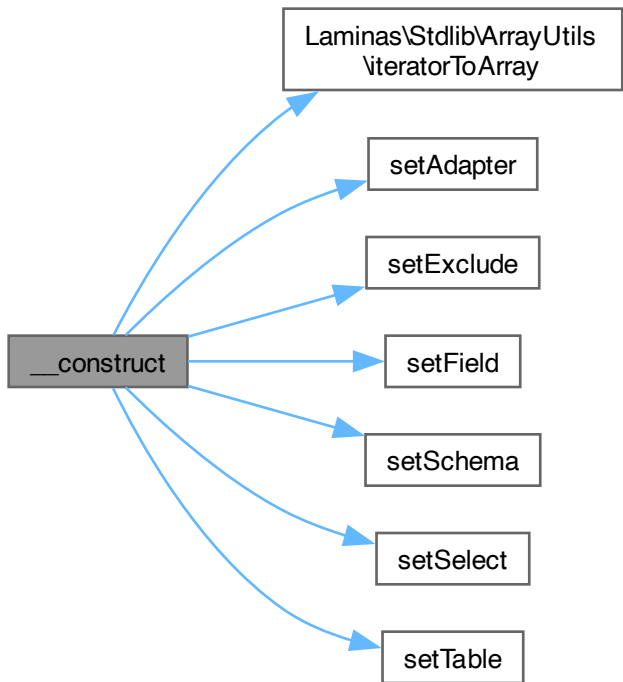 Laminas\Stdlib\ArrayUtils
\iteratorToArray
setAdapter
setExclude
__construct
setField
setSchema
setSelect
setTable